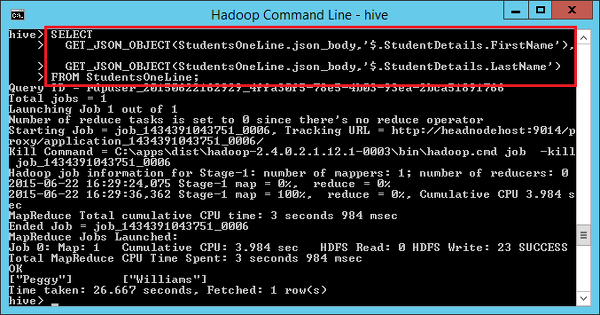 Hadoop Command Line - hive
hive> SELECT
> GET_JSON_OBJECT(StudentsOneLine.json_body,'$.StudentDetails.FirstName'),
> GET_JSON_OBJECT(StudentsOneLine.json_body,'$.StudentDetails.LastName')
> FROM StudentsOneLine;
Query ID =
Total jobs = 1
Launching Job 1 out of 1
Number of reduce tasks is set to 0 since there's no reduce operator
Starting Job = job_1434391043751_0006, Tracking URL = http://headnodehost:9014/p
roxy/application_1434391043751_0006/
Kill Command = C:\apps\dist\hadoop-2.4.0.2.1.12.1-0003\bin\hadoop.cmd job  -kill
job_1434391043751_0006
Hadoop job information for Stage-1: number of mappers: 1; number of reducers: 0
2015-06-22 16:29:24,075 Stage-1 map = 0%,  reduce = 0%
2015-06-22 16:29:36,362 Stage-1 map = 100%,  reduce = 0%, Cumulative CPU 3.984 s
ec
MapReduce Total cumulative CPU time: 3 seconds 984 msec
Ended Job = job_1434391043751_0006
MapReduce Jobs Launched:
Job 0: Map: 1   Cumulative CPU: 3.984 sec   HDFS Read: 0 HDFS Write: 23 SUCCESS
Total MapReduce CPU Time Spent: 3 seconds 984 msec
OK
["Peggy"]       ["Williams"]
Time taken: 26.667 seconds, Fetched: 1 row(s)
hive> _